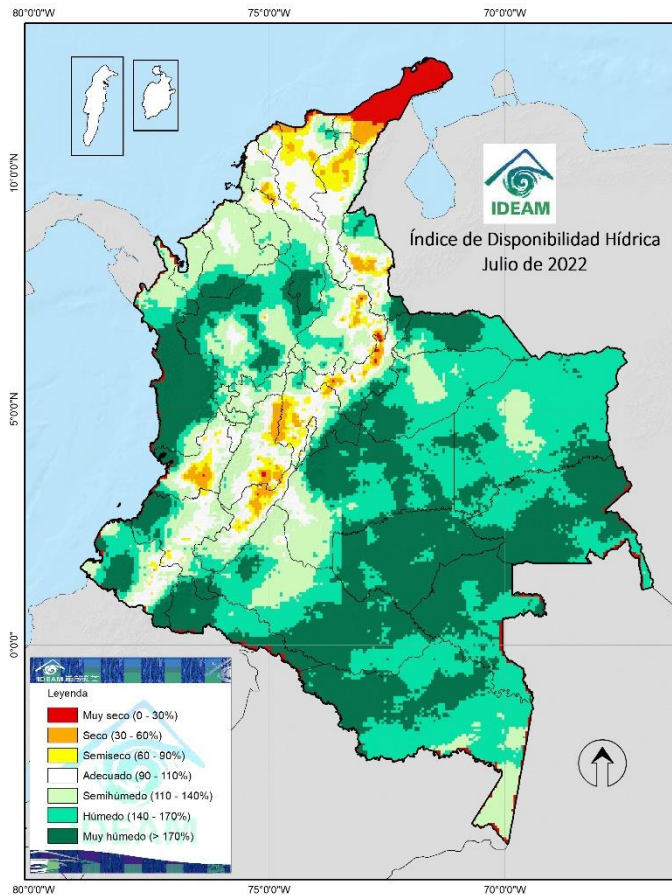 80°0'0"W 75°0'0"W 70°0'0"W
10°0'0"N
5°0'0"N
0°0'0"
IDEAM
Índice de Disponibilidad Hídrica
Julio de 2022
IDEAM
Leyenda
Muy seco (0 - 30%)
Seco (30 - 60%)
Semiseco (60 - 90%)
Adecuado (90 - 110%)
Semihúmedo (110 - 140%)
Húmedo (140 - 170%)
Muy húmedo (> 170%)
IDEAM
80°0'0"W 75°0'0"W 70°0'0"W